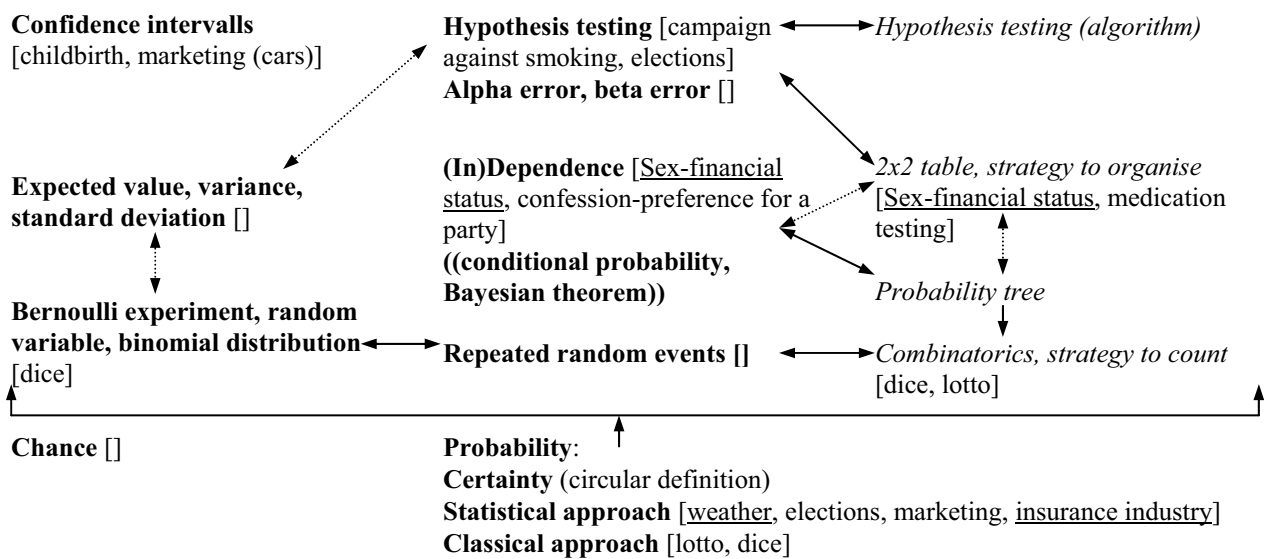 Confidence intervalls
[childbirth, marketing (cars)]
Hypothesis testing [campaign
against smoking, elections]
Alpha error, beta error []
Hypothesis testing (algorithm)
Expected value, variance,
standard deviation []
(In)Dependence [Sex-financial
status, confession-preference for a
party]
((conditional probability,
Bayesian theorem))
2x2 table, strategy to organise
[Sex-financial status, medication
testing]
Probability tree
Bernoulli experiment, random
variable, binomial distribution
[dice]
Repeated random events []
Combinatorics, strategy to count
[dice, lotto]
Chance []
Probability:
Certainty (circular definition)
Statistical approach [weather, elections, marketing, insurance industry]
Classical approach [lotto, dice]